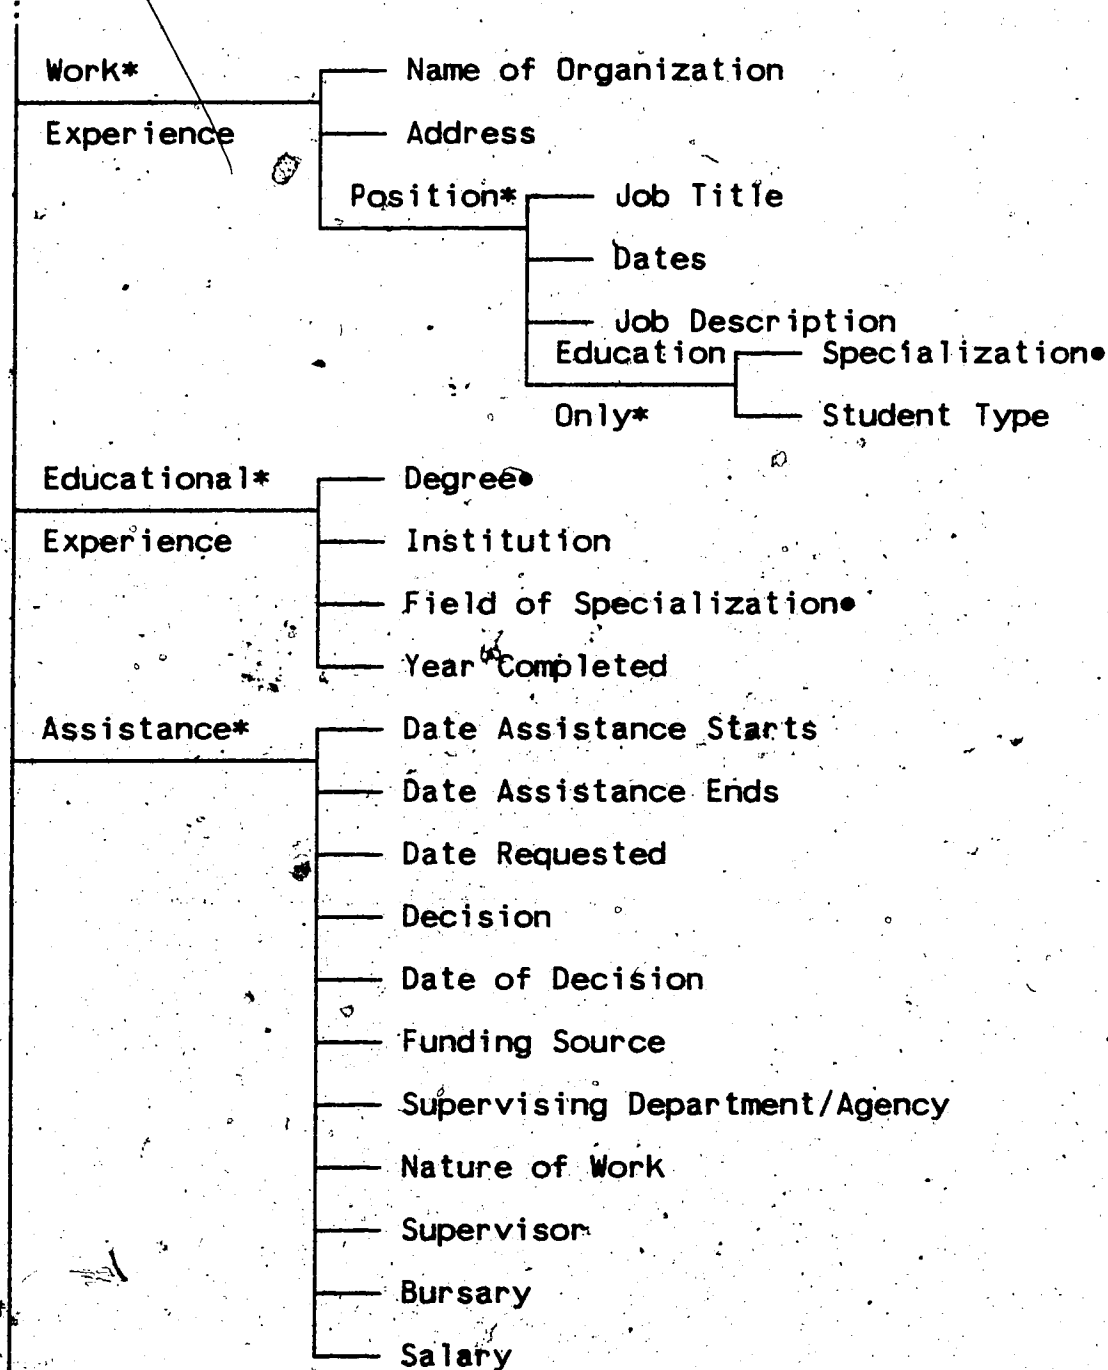 Work* Name of Organization
Experience Address
Position* Job Title
Dates
Job Description
Education Specialization•
Only* Student Type
Educational* Degree•
Experience Institution
Field of Specialization•
Year Completed
Assistance* Date Assistance Starts
Date Assistance Ends
Date Requested
Decision
Date of Decision
Funding Source
Supervising Department/Agency
Nature of Work
Supervisor
Bursary
Salary